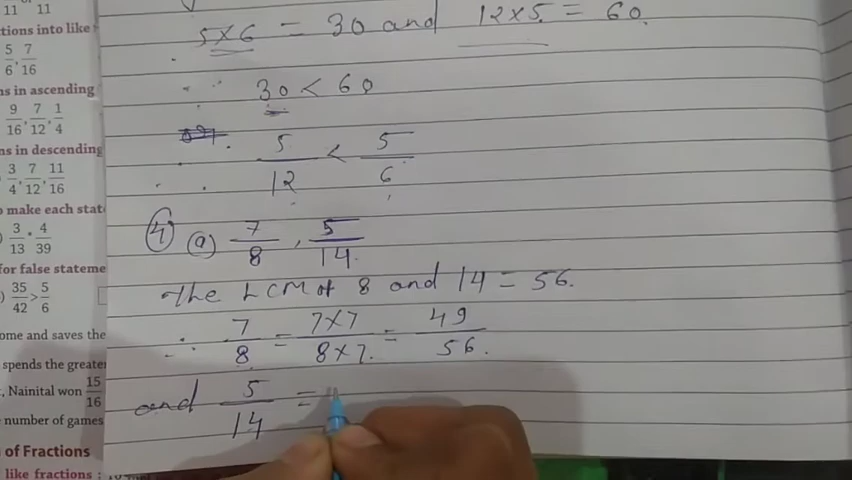 11 11
tions into like
5/6, 7/16
ns in ascending
9/16, 7/12, 1/4
ns in descending
3/4, 7/12, 11/16
o make each stat
3/13 * 4/39
for false stateme
35/42 > 5/6
ome and saves the
spends the greate
, Nainital won 15/16
number of games
of Fractions
like fractions :
5×6 = 30 and 12×5 = 60.
30 < 60
5/12 < 5/6
4 (a) 7/8, 5/14.
The LCM of 8 and 14 = 56.
∴ 7/8 = 7×7/8×7. = 49/56.
and 5/14 =